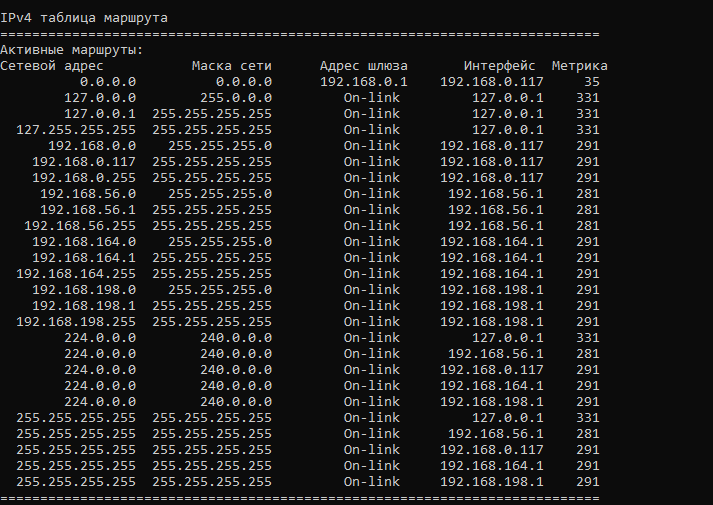 IPv4 таблица маршрута
===========================================================================
Активные маршруты:
Сетевой адрес           Маска сети      Адрес шлюза       Интерфейс  Метрика
          0.0.0.0          0.0.0.0      192.168.0.1    192.168.0.117     35
        127.0.0.0        255.0.0.0         On-link         127.0.0.1    331
        127.0.0.1  255.255.255.255         On-link         127.0.0.1    331
  127.255.255.255  255.255.255.255         On-link         127.0.0.1    331
      192.168.0.0    255.255.255.0         On-link     192.168.0.117    291
    192.168.0.117  255.255.255.255         On-link     192.168.0.117    291
    192.168.0.255  255.255.255.255         On-link     192.168.0.117    291
     192.168.56.0    255.255.255.0         On-link      192.168.56.1    281
     192.168.56.1  255.255.255.255         On-link      192.168.56.1    281
   192.168.56.255  255.255.255.255         On-link      192.168.56.1    281
    192.168.164.0    255.255.255.0         On-link     192.168.164.1    291
    192.168.164.1  255.255.255.255         On-link     192.168.164.1    291
  192.168.164.255  255.255.255.255         On-link     192.168.164.1    291
    192.168.198.0    255.255.255.0         On-link     192.168.198.1    291
    192.168.198.1  255.255.255.255         On-link     192.168.198.1    291
  192.168.198.255  255.255.255.255         On-link     192.168.198.1    291
        224.0.0.0        240.0.0.0         On-link         127.0.0.1    331
        224.0.0.0        240.0.0.0         On-link      192.168.56.1    281
        224.0.0.0        240.0.0.0         On-link     192.168.0.117    291
        224.0.0.0        240.0.0.0         On-link     192.168.164.1    291
        224.0.0.0        240.0.0.0         On-link     192.168.198.1    291
  255.255.255.255  255.255.255.255         On-link         127.0.0.1    331
  255.255.255.255  255.255.255.255         On-link      192.168.56.1    281
  255.255.255.255  255.255.255.255         On-link     192.168.0.117    291
  255.255.255.255  255.255.255.255         On-link     192.168.164.1    291
  255.255.255.255  255.255.255.255         On-link     192.168.198.1    291
===========================================================================